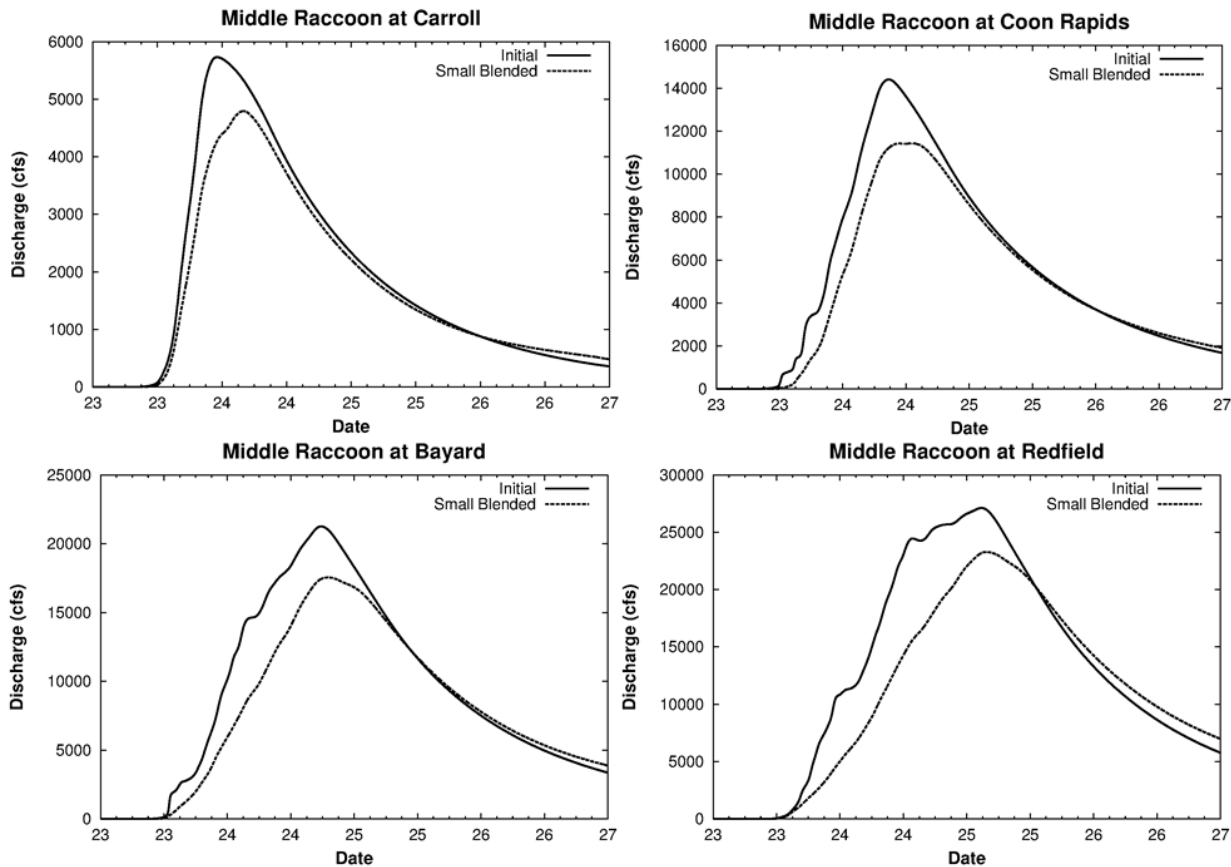 Middle Raccoon at Carroll
6000
5000
4000
3000
2000
1000
0
Discharge (cfs)
Initial
Small Blended
23 23 24 24 25 25 26 26 27
Date
Middle Raccoon at Coon Rapids
16000
14000
12000
10000
8000
6000
4000
2000
0
Discharge (cfs)
Initial
Small Blended
23 23 24 24 25 25 26 26 27
Date
Middle Raccoon at Bayard
25000
20000
15000
10000
5000
0
Discharge (cfs)
Initial
Small Blended
23 23 24 24 25 25 26 26 27
Date
Middle Raccoon at Redfield
30000
25000
20000
15000
10000
5000
0
Discharge (cfs)
Initial
Small Blended
23 23 24 24 25 25 26 26 27
Date